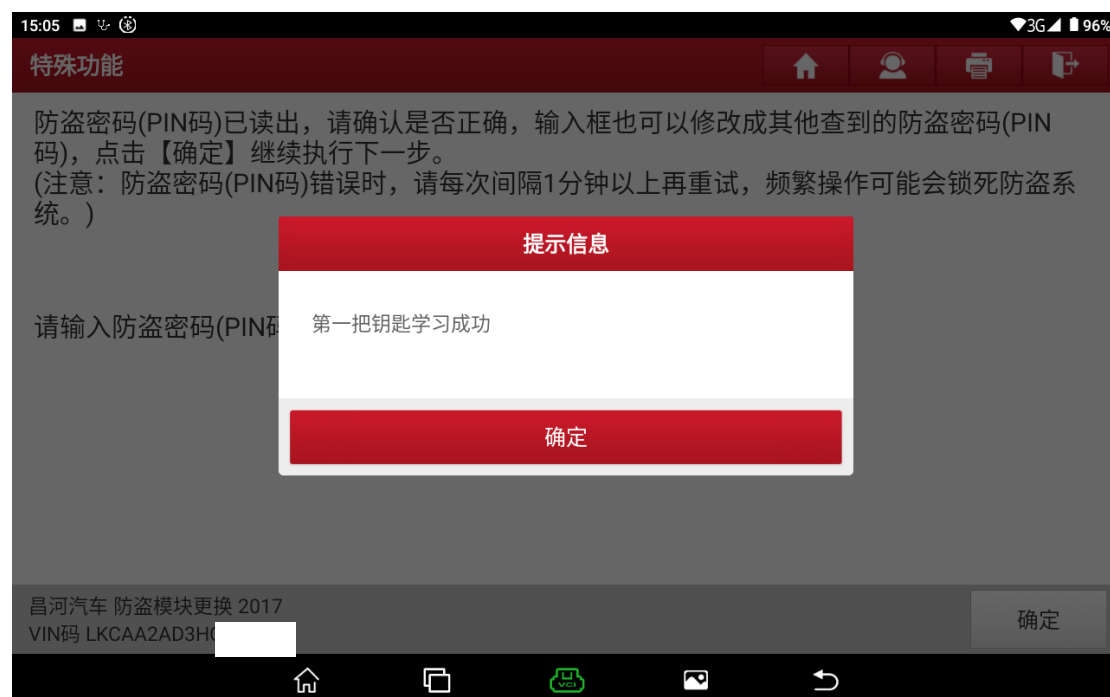 15:05
3G 96%
特殊功能
防盗密码(PIN码)已读出，请确认是否正确，输入框也可以修改成其他查到的防盗密码(PIN
码)，点击【确定】继续执行下一步。
(注意：防盗密码(PIN码)错误时，请每次间隔1分钟以上再重试，频繁操作可能会锁死防盗系
统。)
提示信息
请输入防盗密码(PIN码
第一把钥匙学习成功
确定
昌河汽车 防盗模块更换 2017
VIN码 LKCAA2AD3H
确定
VCI